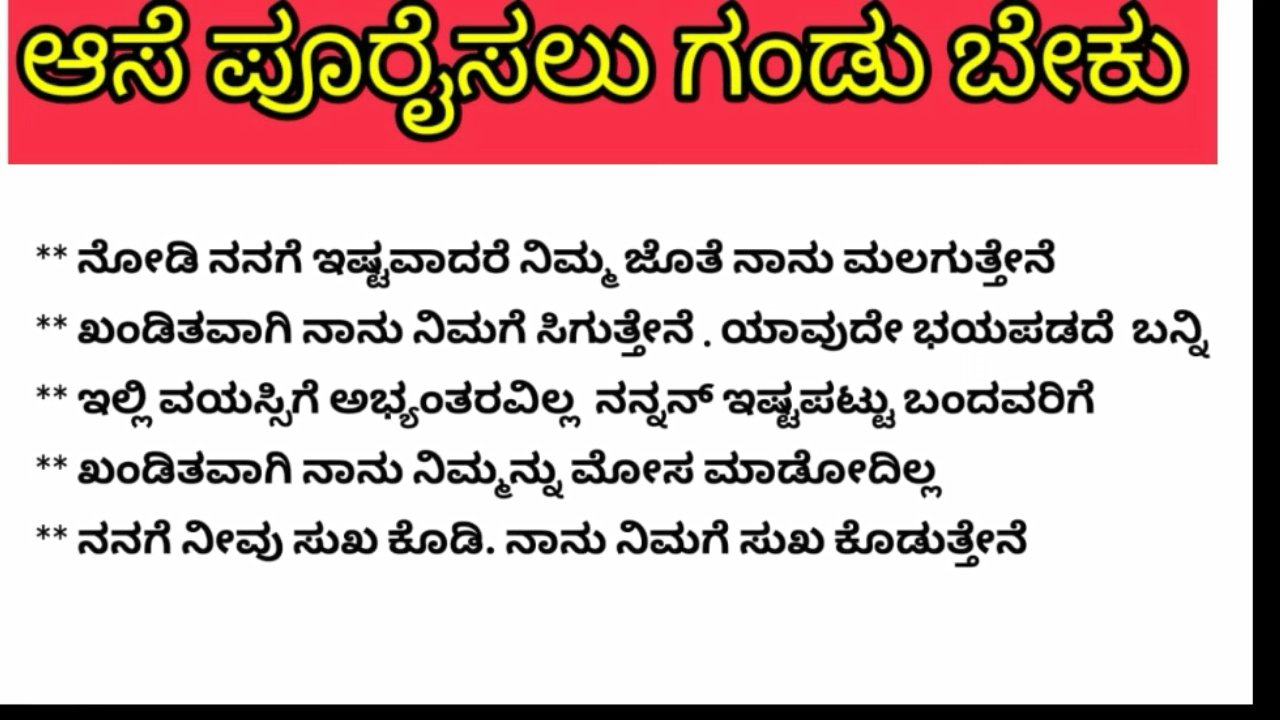 ಆಸೆ ಪೂರೈಸಲು ಗಂಡು ಬೇಕು
** ನೋಡಿ ನನಗೆ ಇಷ್ಟವಾದರೆ ನಿಮ್ಮ ಜೊತೆ ನಾನು ಮಲಗುತ್ತೇನೆ
** ಖಂಡಿತವಾಗಿ ನಾನು ನಿಮಗೆ ಸಿಗುತ್ತೇನೆ . ಯಾವುದೇ ಭಯಪಡದೆ ಬನ್ನಿ
** ಇಲ್ಲಿ ವಯಸ್ಸಿಗೆ ಅಭ್ಯಂತರವಿಲ್ಲ ನನ್ನನ್ ಇಷ್ಟಪಟ್ಟು ಬಂದವರಿಗೆ
** ಖಂಡಿತವಾಗಿ ನಾನು ನಿಮ್ಮನ್ನು ಮೋಸ ಮಾಡೋದಿಲ್ಲ
** ನನಗೆ ನೀವು ಸುಖ ಕೊಡಿ. ನಾನು ನಿಮಗೆ ಸುಖ ಕೊಡುತ್ತೇನೆ